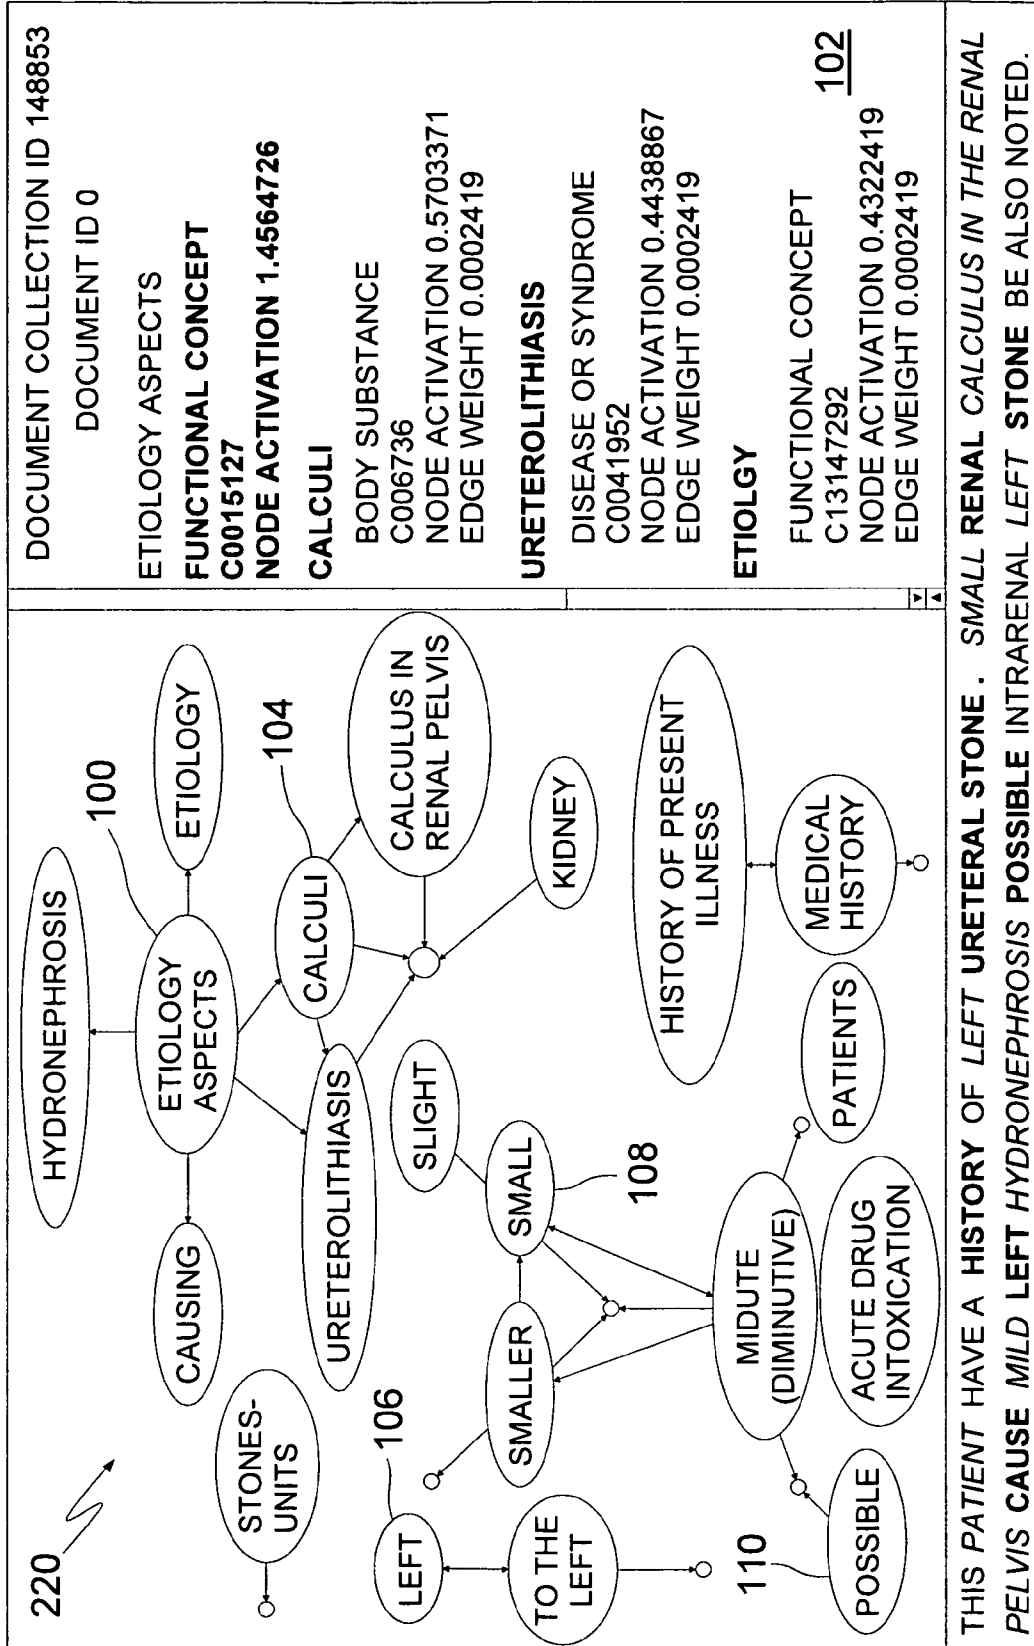 220
HYDRONEPHROSIS
100
CAUSING
ETIOLOGY
ASPECTS
ETIOLOGY
STONES-
UNITS
104
CALCULI
URETEROLITHIASIS
CALCULUS IN
RENAL PELVIS
106
LEFT
SLIGHT
SMALLER
SMALL
KIDNEY
TO THE
LEFT
108
HISTORY OF PRESENT
ILLNESS
110
MIDUTE
(DIMINUTIVE)
POSSIBLE
ACUTE DRUG
INTOXICATION
PATIENTS
MEDICAL
HISTORY
DOCUMENT COLLECTION ID 148853
DOCUMENT ID 0
ETIOLOGY ASPECTS
FUNCTIONAL CONCEPT
C0015127
NODE ACTIVATION 1.4564726
CALCULI
BODY SUBSTANCE
C006736
NODE ACTIVATION 0.5703371
EDGE WEIGHT 0.0002419
URETEROLITHIASIS
DISEASE OR SYNDROME
C0041952
NODE ACTIVATION 0.4438867
EDGE WEIGHT 0.0002419
ETIOLGY
FUNCTIONAL CONCEPT
C13147292
NODE ACTIVATION 0.4322419
EDGE WEIGHT 0.0002419
102
THIS PATIENT HAVE A HISTORY OF LEFT URETERAL STONE. SMALL RENAL CALCULUS IN THE RENAL
PELVIS CAUSE MILD LEFT HYDRONEPHROSIS POSSIBLE INTRARENAL LEFT STONE BE ALSO NOTED.